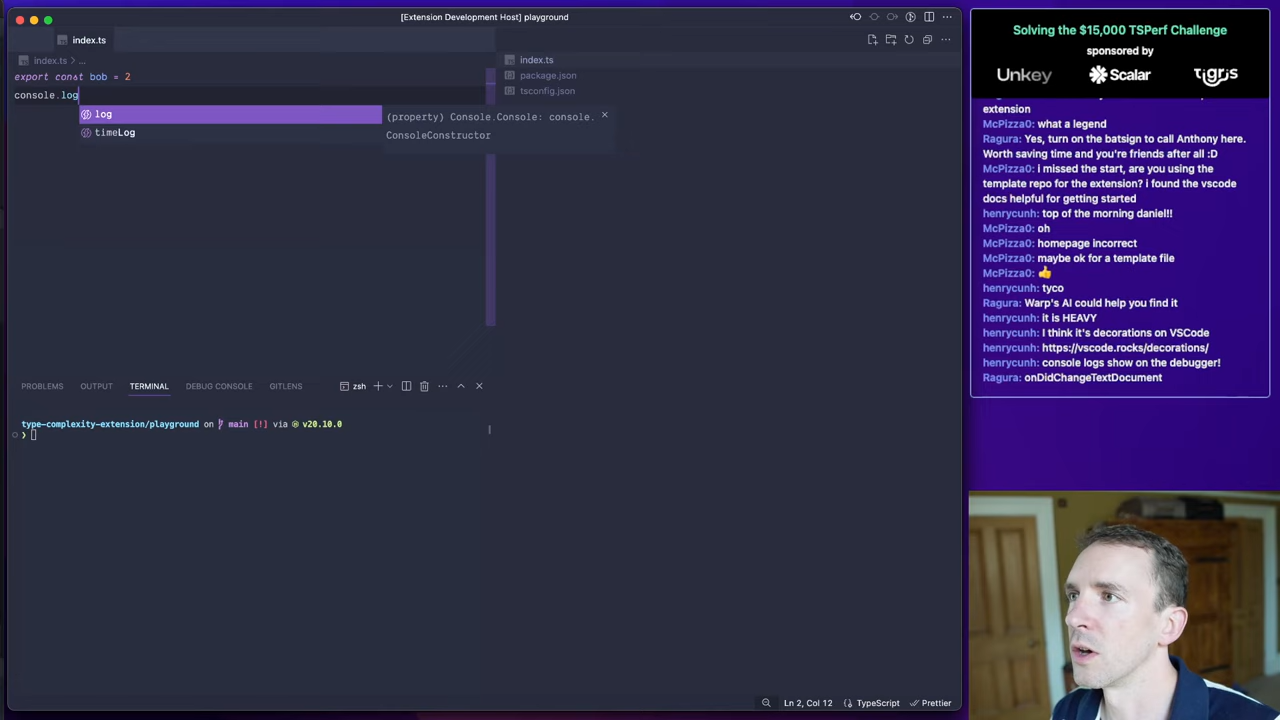 [Extension Development Host] playground
index.ts
index.ts > ...
export const bob = 2
console.log
log
timeLog
(property) Console.Console: console.
ConsoleConstructor
index.ts
package.json
tsconfig.json
PROBLEMS
OUTPUT
TERMINAL
DEBUG CONSOLE
GITLENS
zsh
type-complexity-extension/playground on main [!] via v20.10.0
❯
Ln 2, Col 12
TypeScript
Prettier
Solving the $15,000 TSPerf Challenge
sponsored by
Unkey
Scalar
tigris
extension
McPizza0: what a legend
Ragura: Yes, turn on the batsign to call Anthony here.
Worth saving time and you're friends after all :D
McPizza0: i missed the start, are you using the
template repo for the extension? i found the vscode
docs helpful for getting started
henrycunh: top of the morning daniel!!
McPizza0: oh
McPizza0: homepage incorrect
McPizza0: maybe ok for a template file
McPizza0: 👍
henrycunh: tyco
Ragura: Warp's AI could help you find it
henrycunh: it is HEAVY
henrycunh: I think it's decorations on VSCode
henrycunh: https://vscode.rocks/decorations/
henrycunh: console logs show on the debugger!
Ragura: onDidChangeTextDocument